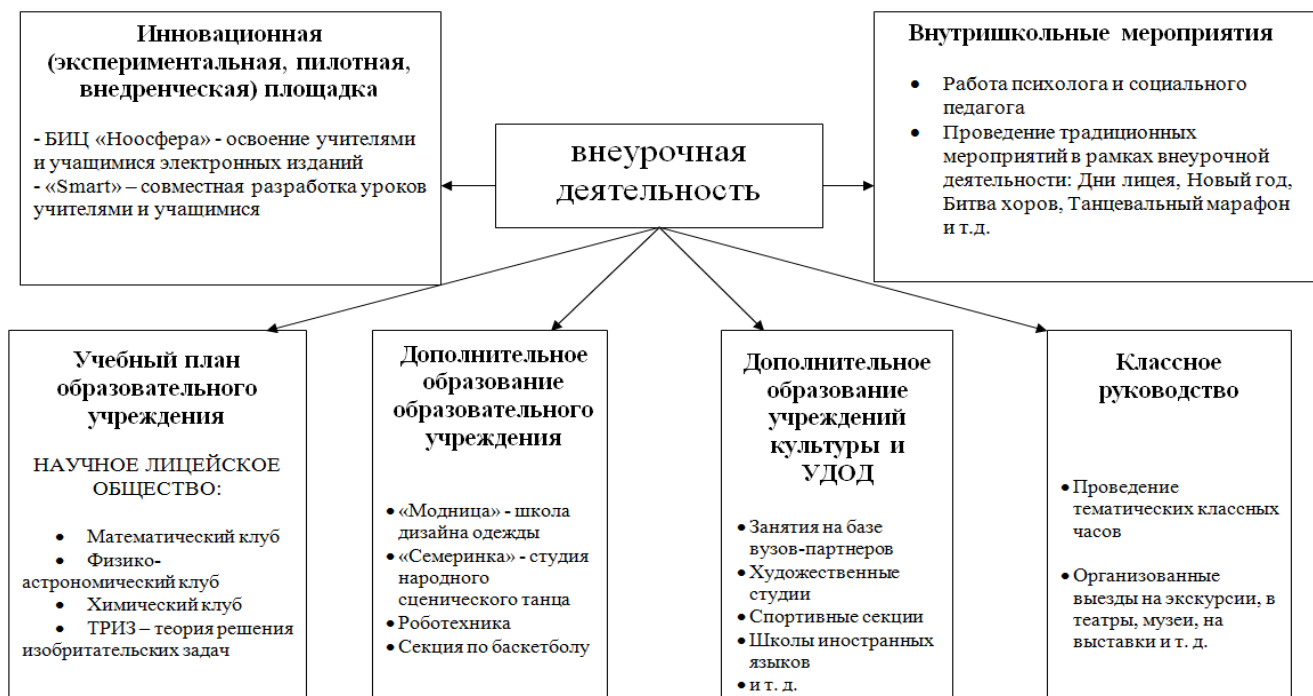 Инновационная
(экспериментальная, пилотная,
внедренческая) площадка
- БИЦ «Ноосфера» - освоение учителями
и учащимися электронных изданий
- «Smart» – совместная разработка уроков
учителями и учащимися
внеурочная
деятельность
Внутришкольные мероприятия
• Работа психолога и социального
педагога
• Проведение традиционных
мероприятий в рамках внеурочной
деятельности: Дни лицея, Новый год,
Битва хоров, Танцевальный марафон
и т.д.
Учебный план
образовательного
учреждения
НАУЧНОЕ ЛИЦЕЙСКОЕ
ОБЩЕСТВО:
• Математический клуб
• Физико-
астрономический клуб
• Химический клуб
• ТРИЗ – теория решения
изобритательских задач
Дополнительное
образование
образовательного
учреждения
• «Модница» - школа
дизайна одежды
• «Семеринка» - студия
народного
сценического танца
• Роботехника
• Секция по баскетболу
Дополнительное
образование
учреждений
культуры и
УДОД
• Занятия на базе
вузов-партнеров
• Художественные
студии
• Спортивные секции
• Школы иностранных
языков
• и т. д.
Классное
руководство
• Проведение
тематических классных
часов
• Организованные
выезды на экскурсии, в
театры, музеи, на
выставки и т. д.